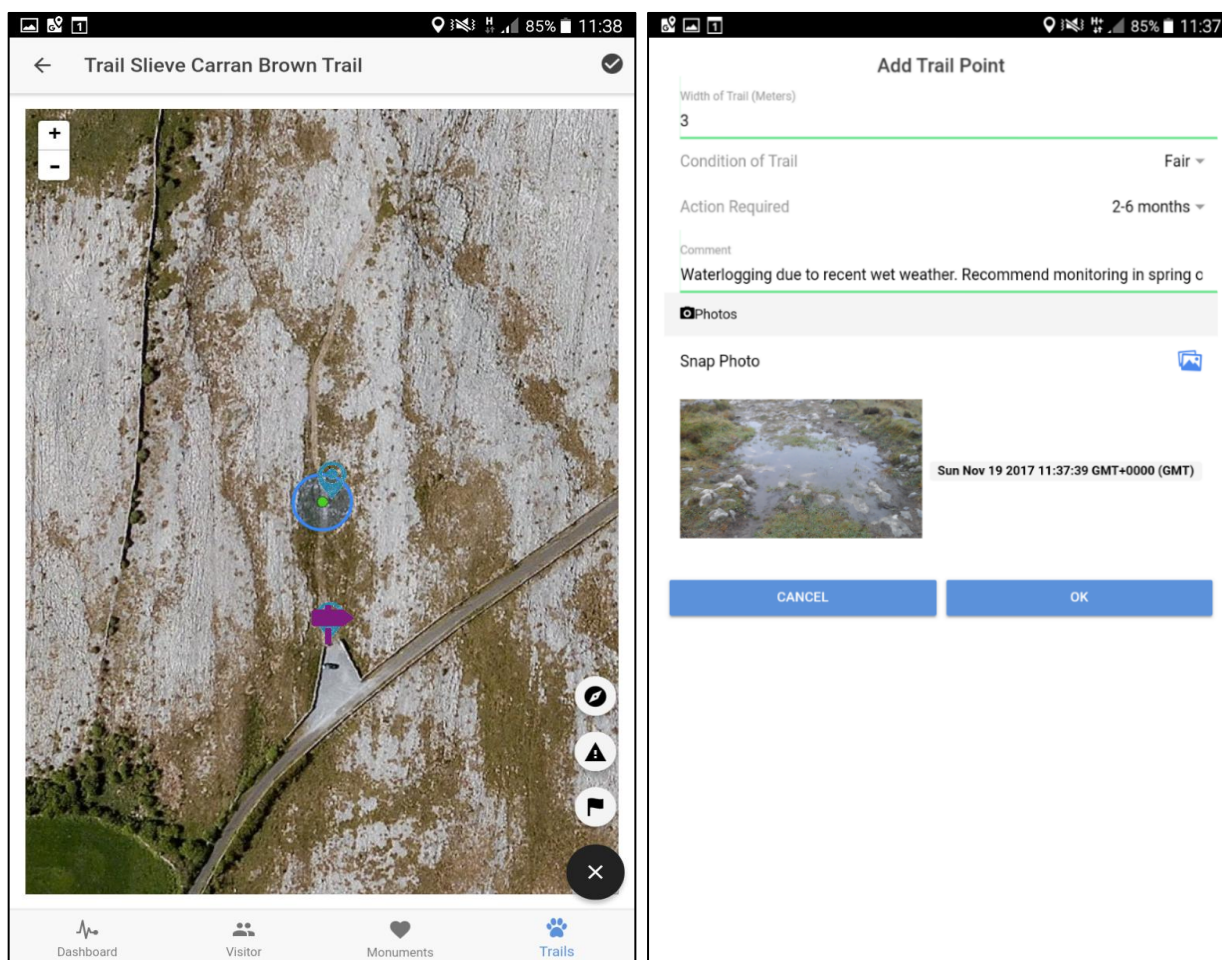 1
85%
11:38
Trail Slieve Carran Brown Trail
+
-
Dashboard
Visitor
Monuments
Trails
1
85%
11:37
Add Trail Point
Width of Trail (Meters)
3
Condition of Trail
Fair
Action Required
2-6 months
Comment
Waterlogging due to recent wet weather. Recommend monitoring in spring o
Photos
Snap Photo
Sun Nov 19 2017 11:37:39 GMT+0000 (GMT)
CANCEL
OK